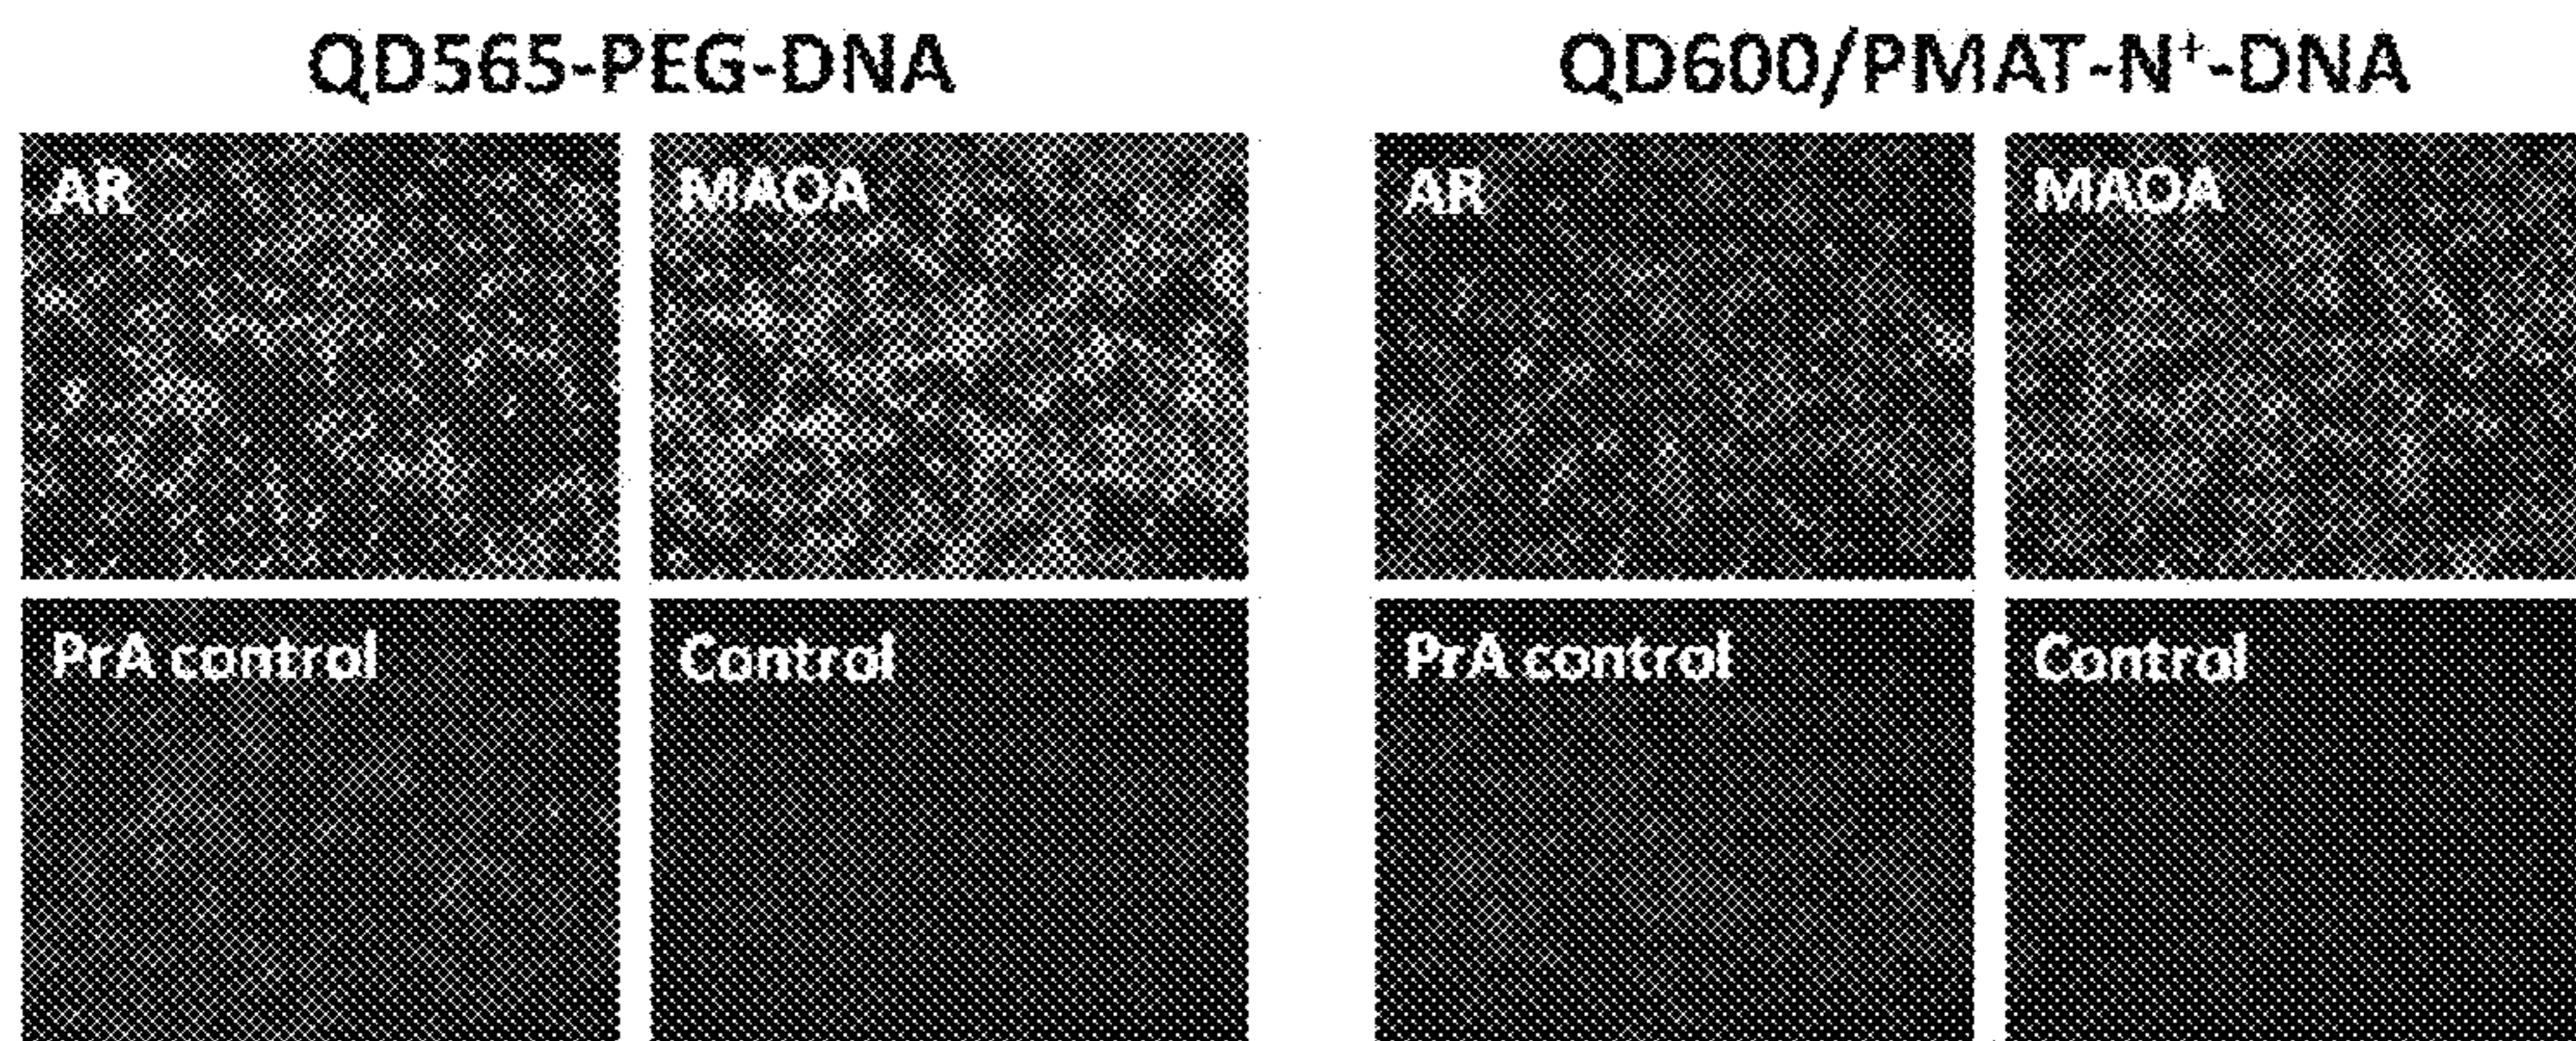 QD565-PEG-DNA
QD600/PMAT-N⁺-DNA
AR
MAOA
AR
MAOA
PrA control
Control
PrA control
Control